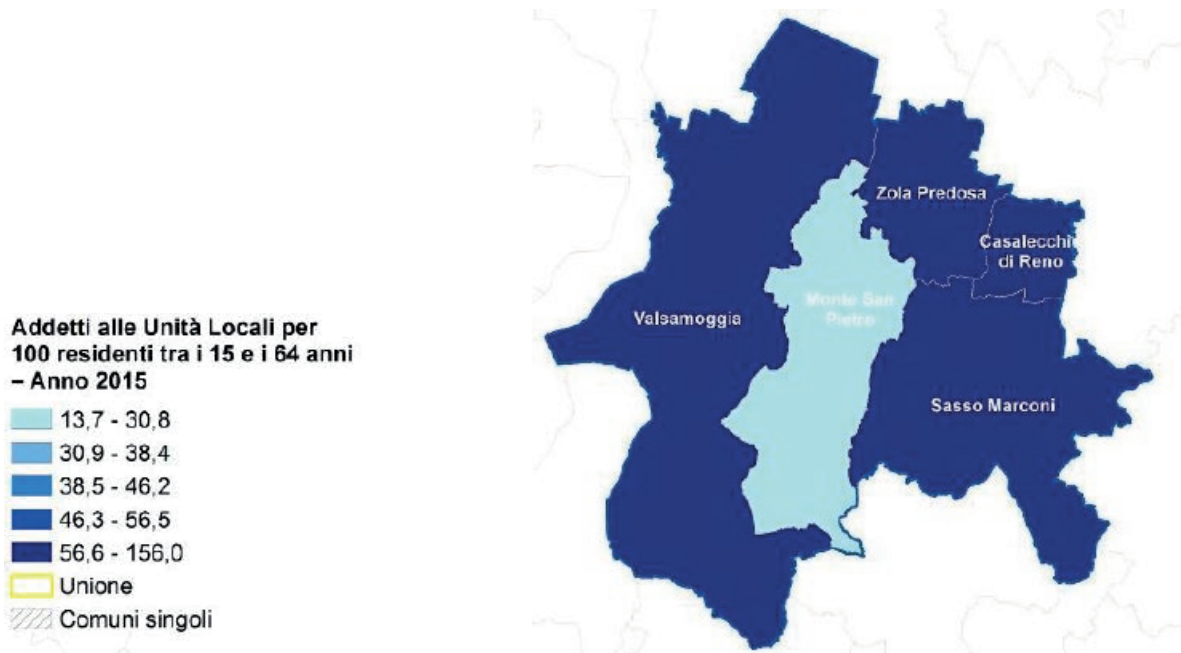 Zola Predosa
Casalecchi
di Reno
Monte San
Pietro
Valsamoggia
Sasso Marconi
Addetti alle Unità Locali per
100 residenti tra i 15 e i 64 anni
– Anno 2015
13,7 - 30,8
30,9 - 38,4
38,5 - 46,2
46,3 - 56,5
56,6 - 156,0
Unione
Comuni singoli